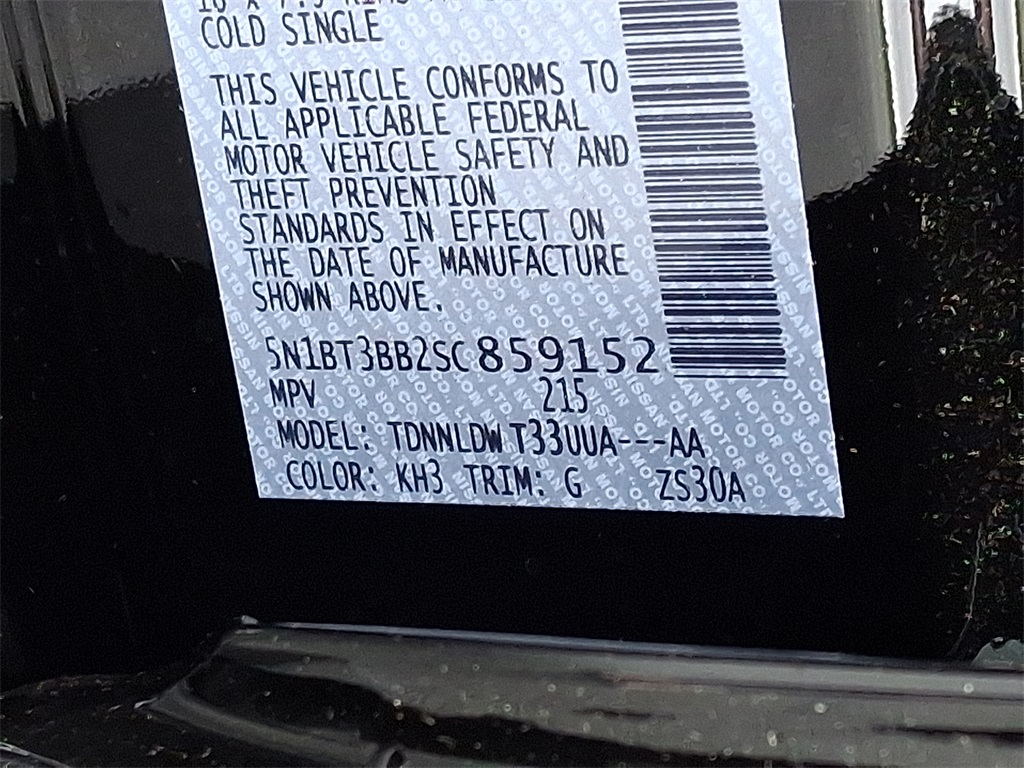 COLD SINGLE
THIS VEHICLE CONFORMS TO
ALL APPLICABLE FEDERAL
MOTOR VEHICLE SAFETY AND
THEFT PREVENTION
STANDARDS IN EFFECT ON
THE DATE OF MANUFACTURE
SHOWN ABOVE.
5N1BT3BB2SC859152
MPV 215
MODEL: TDNNLDW T33UUA---AA
COLOR: KH3 TRIM: G ZS30A